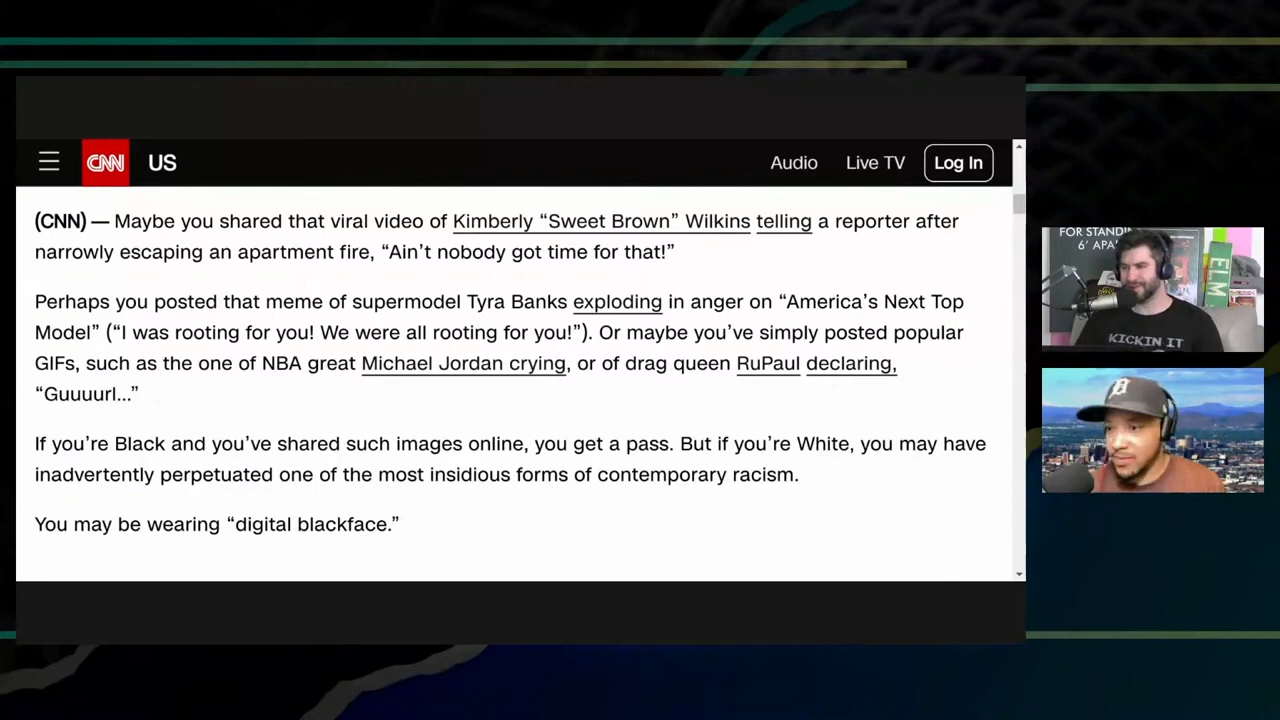 CNN US Audio Live TV Log In
(CNN) — Maybe you shared that viral video of Kimberly “Sweet Brown” Wilkins telling a reporter after
narrowly escaping an apartment fire, “Ain’t nobody got time for that!”
Perhaps you posted that meme of supermodel Tyra Banks exploding in anger on “America’s Next Top
Model” (“I was rooting for you! We were all rooting for you!”). Or maybe you’ve simply posted popular
GIFs, such as the one of NBA great Michael Jordan crying, or of drag queen RuPaul declaring,
“Guuuurl...”
If you’re Black and you’ve shared such images online, you get a pass. But if you’re White, you may have
inadvertently perpetuated one of the most insidious forms of contemporary racism.
You may be wearing “digital blackface.”
FOR STANDING
6’ APA
ELM
KICKIN IT
D